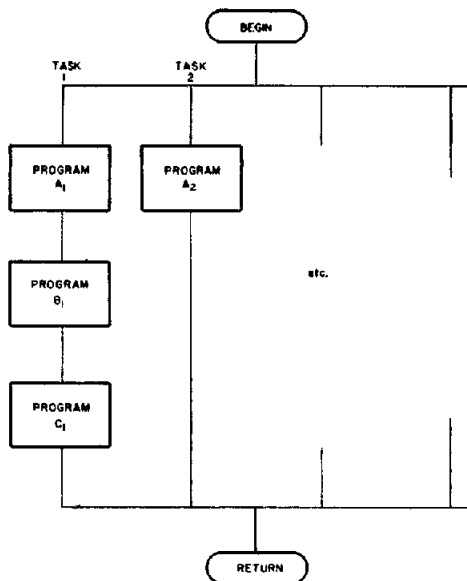 BEGIN
TASK
1
TASK
2
PROGRAM
A1
PROGRAM
A2
etc.
PROGRAM
B1
PROGRAM
C1
RETURN